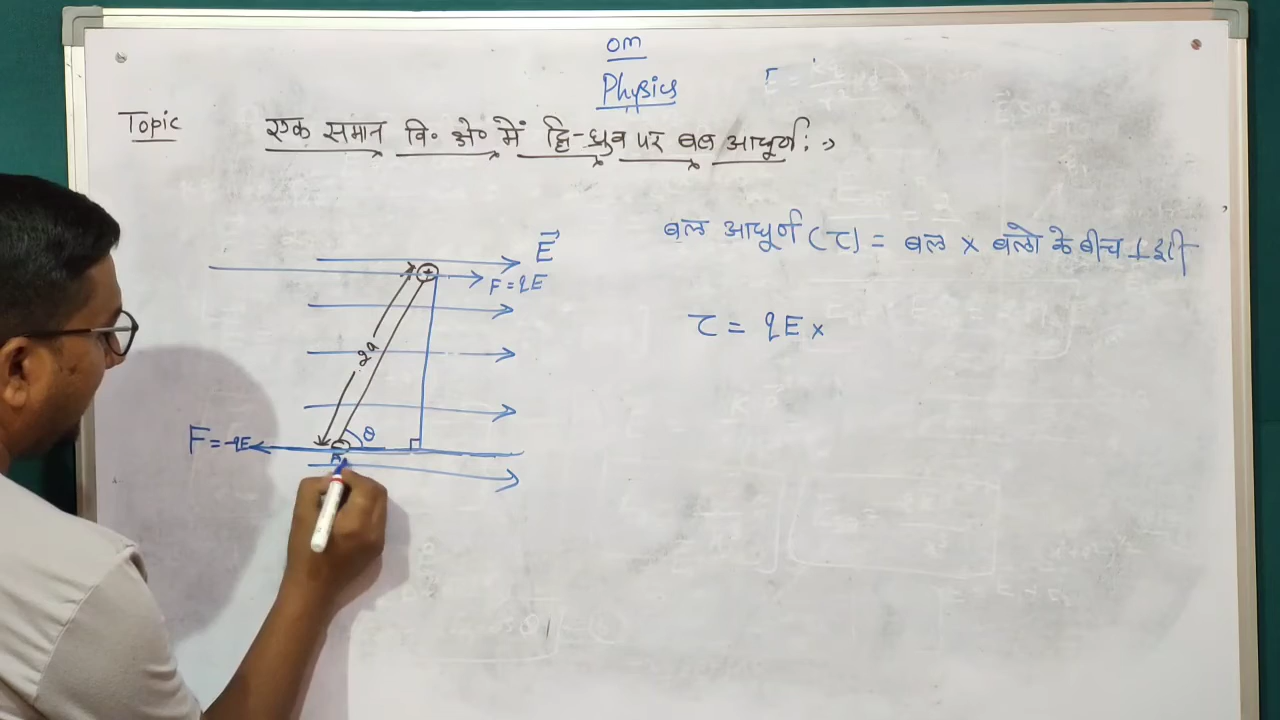 om
Physics
Topic एक समान वि० क्षे० में द्वि-ध्रुव पर बल आघूर्ण :→
बल आघूर्ण (τ) = बल × बलो के बीच ⊥ दूरी
E⃗
F = qE
τ = qE ×
2a
θ
F = -qE
A